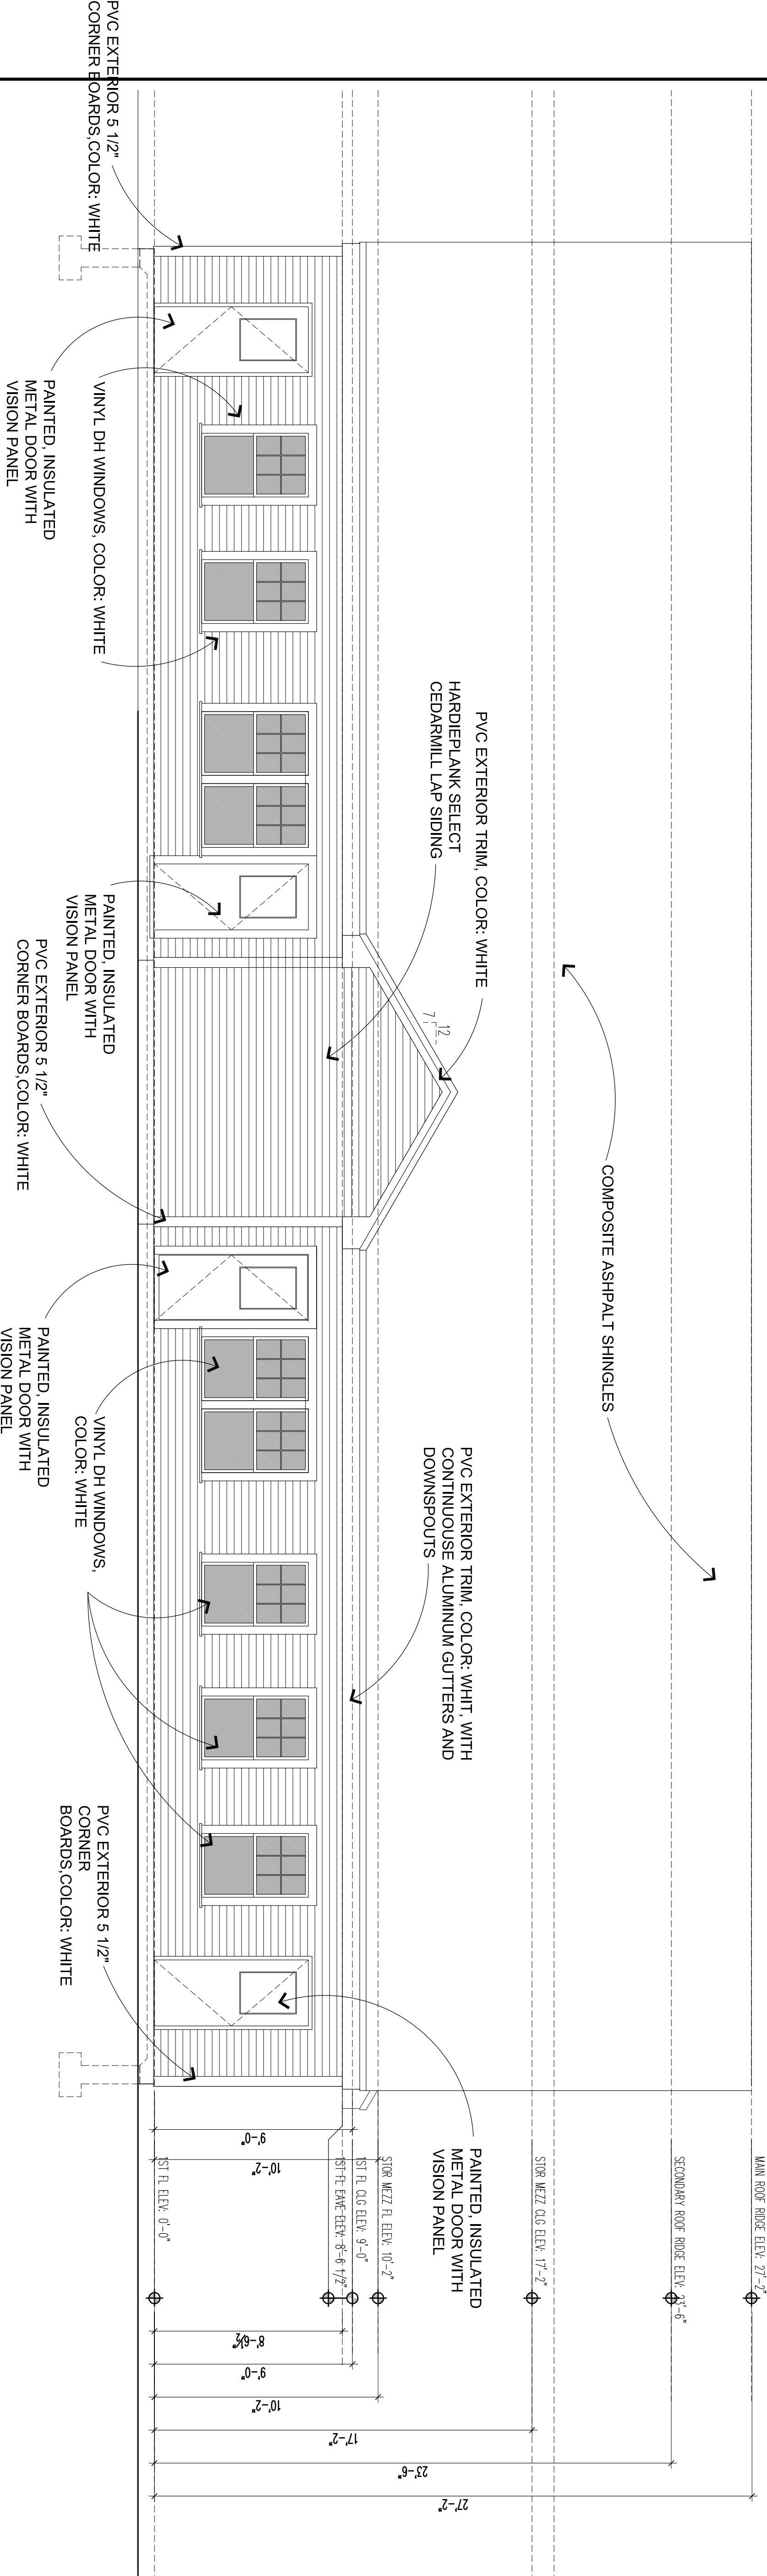 PVC EXTERIOR 5 1/2"
CORNER BOARDS,COLOR: WHITE
PAINTED, INSULATED
METAL DOOR WITH
VISION PANEL
VINYL DH WINDOWS, COLOR: WHITE
PVC EXTERIOR TRIM, COLOR: WHITE
HARDIEPLANK SELECT
CEDARMILL LAP SIDING
12
7
PAINTED, INSULATED
METAL DOOR WITH
VISION PANEL
PVC EXTERIOR 5 1/2"
CORNER BOARDS,COLOR: WHITE
COMPOSITE ASHPALT SHINGLES
PAINTED, INSULATED
METAL DOOR WITH
VISION PANEL
VINYL DH WINDOWS,
COLOR: WHITE
PVC EXTERIOR TRIM, COLOR: WHIT, WITH
CONTINUOUSE ALUMINUM GUTTERS AND
DOWNSPOUTS
PVC EXTERIOR 5 1/2"
CORNER
BOARDS,COLOR: WHITE
PAINTED, INSULATED
METAL DOOR WITH
VISION PANEL
MAIN ROOF RIDGE ELEV: 27'-2"
SECONDARY ROOF RIDGE ELEV: 23'-6"
STOR MEZZ CLG ELEV: 17'-2"
STOR MEZZ FL ELEV: 10'-2"
1ST FL CLG ELEV: 9'-0"
1ST FL EAVE ELEV: 8'-6 1/2"
1ST FL ELEV: 0'-0"
9'-0"
10'-2"
8'-6 1/2"
9'-0"
10'-2"
17'-2"
23'-6"
27'-2"